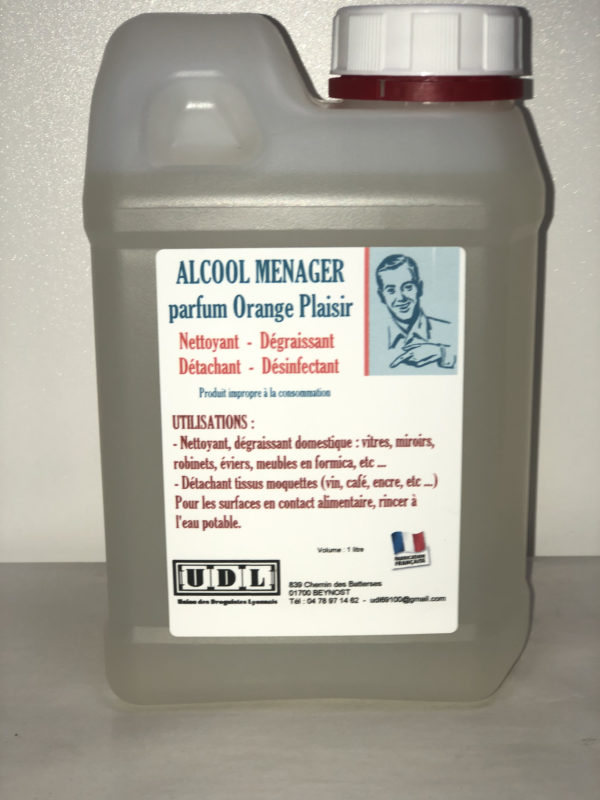 ALCOOL MENAGER
parfum Orange Plaisir
Nettoyant - Dégraissant
Détachant - Désinfectant
Produit impropre à la consommation
UTILISATIONS :
- Nettoyant, dégraissant domestique : vitres, miroirs,
robinets, éviers, meubles en formica, etc ...
- Détachant tissus moquettes (vin, café, encre, etc ...)
Pour les surfaces en contact alimentaire, rincer à
l'eau potable.
Volume : 1 litre
FABRICATION
FRANÇAISE
UDL
Union des Droguistes Lyonnais
839 Chemin des Batterses
01700 BEYNOST
Tél : 04 78 97 14 62 - udl69100@gmail.com